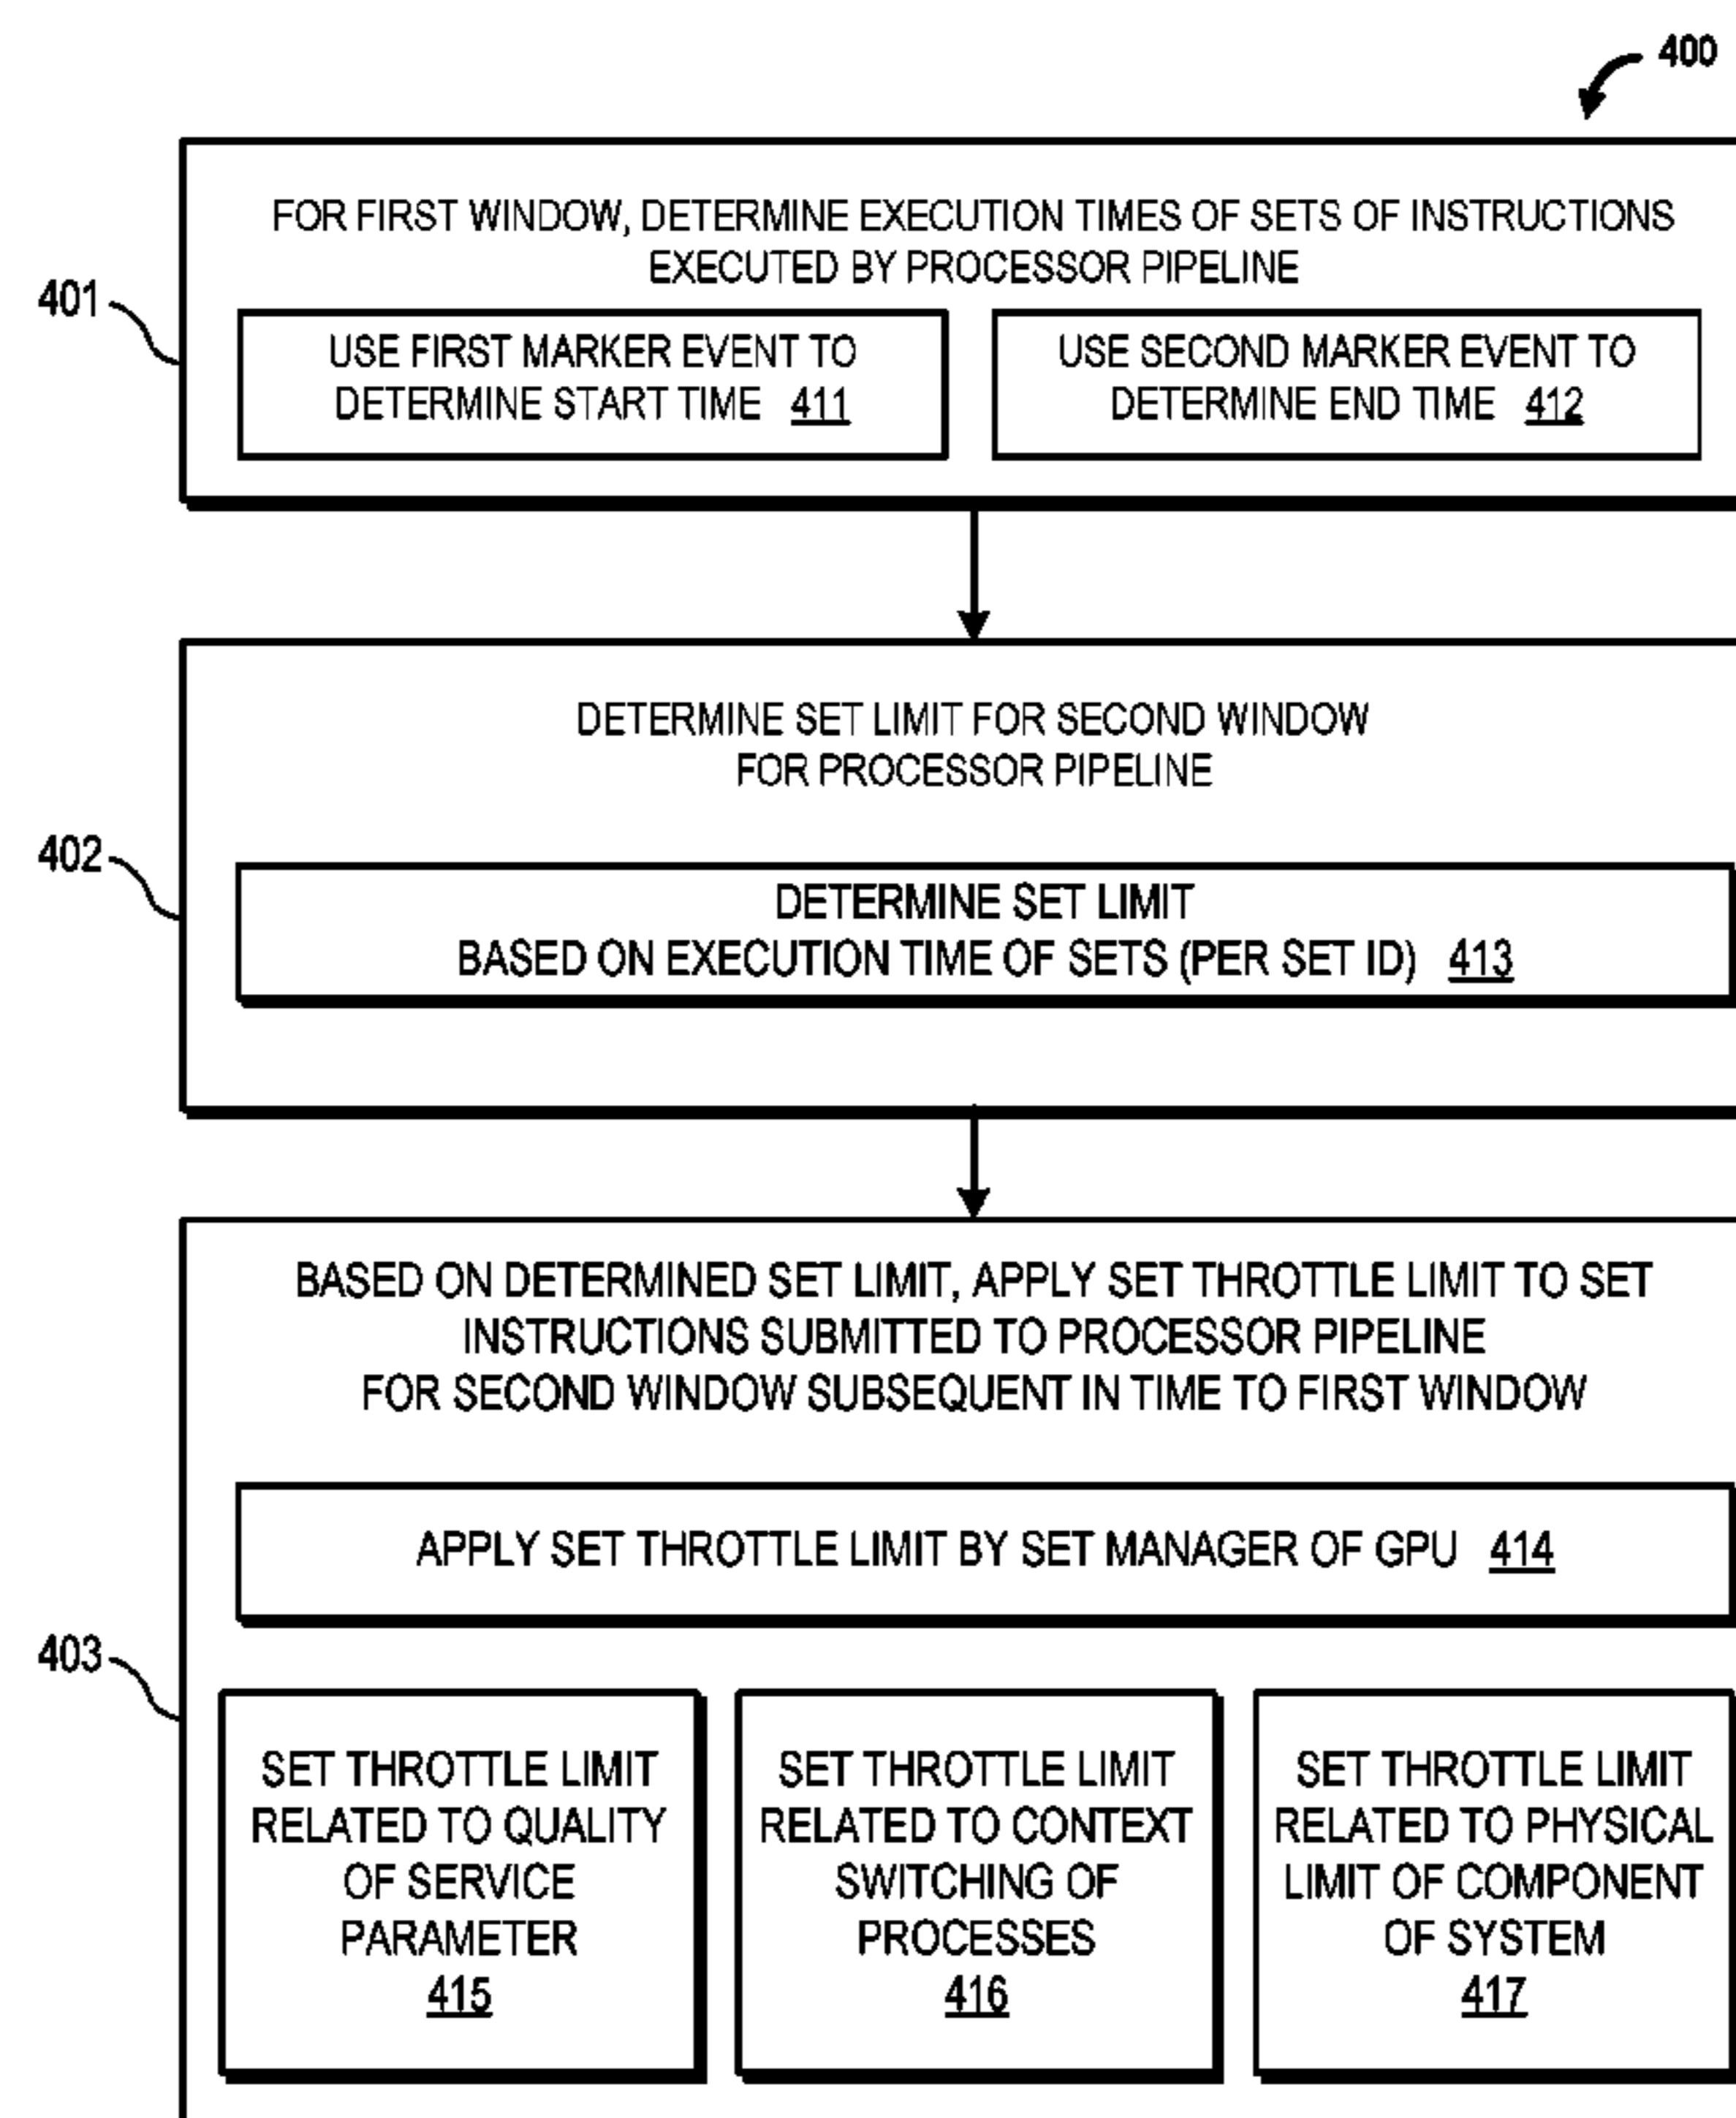 400
FOR FIRST WINDOW, DETERMINE EXECUTION TIMES OF SETS OF INSTRUCTIONS
EXECUTED BY PROCESSOR PIPELINE
401
USE FIRST MARKER EVENT TO
DETERMINE START TIME 411
USE SECOND MARKER EVENT TO
DETERMINE END TIME 412
DETERMINE SET LIMIT FOR SECOND WINDOW
FOR PROCESSOR PIPELINE
402
DETERMINE SET LIMIT
BASED ON EXECUTION TIME OF SETS (PER SET ID) 413
BASED ON DETERMINED SET LIMIT, APPLY SET THROTTLE LIMIT TO SET
INSTRUCTIONS SUBMITTED TO PROCESSOR PIPELINE
FOR SECOND WINDOW SUBSEQUENT IN TIME TO FIRST WINDOW
APPLY SET THROTTLE LIMIT BY SET MANAGER OF GPU 414
403
SET THROTTLE LIMIT
RELATED TO QUALITY
OF SERVICE
PARAMETER
415
SET THROTTLE LIMIT
RELATED TO CONTEXT
SWITCHING OF
PROCESSES
416
SET THROTTLE LIMIT
RELATED TO PHYSICAL
LIMIT OF COMPONENT
OF SYSTEM
417